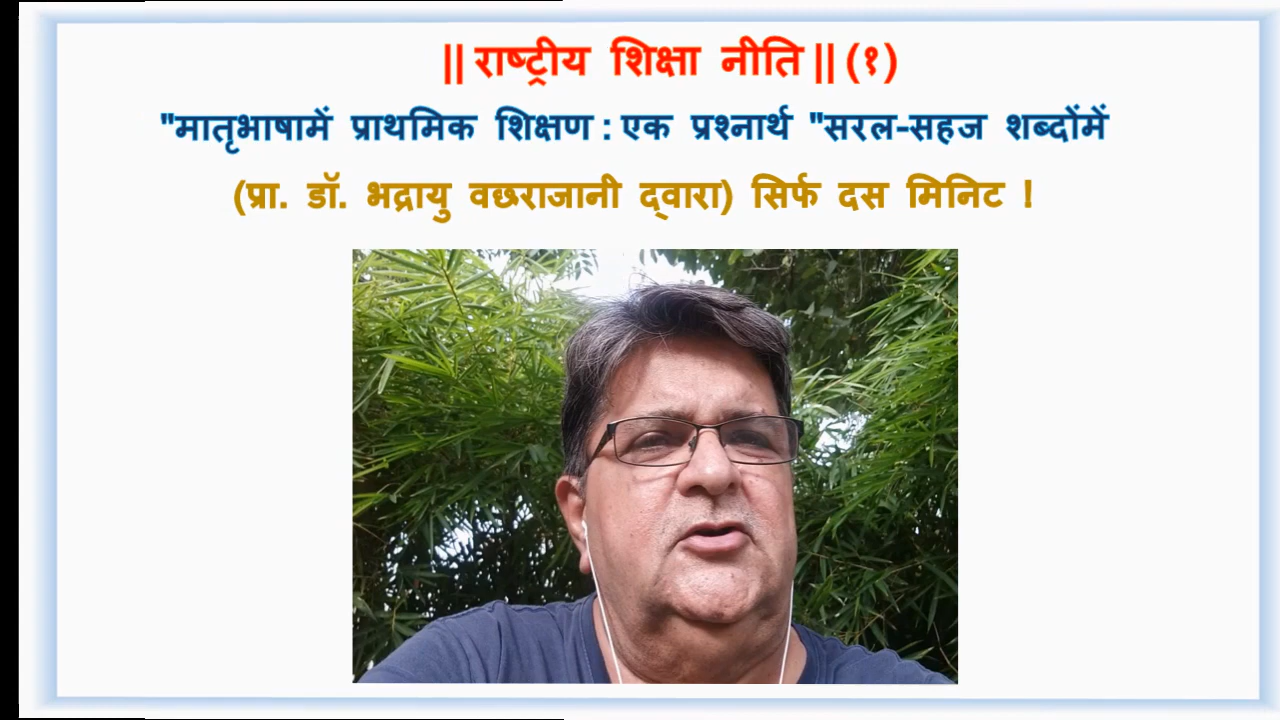 || राष्ट्रीय शिक्षा नीति || (१)
"मातृभाषामें प्राथमिक शिक्षण : एक प्रश्नार्थ "सरल-सहज शब्दोंमें
(प्रा. डॉ. भद्रायु वछराजानी द्वारा) सिर्फ दस मिनिट !